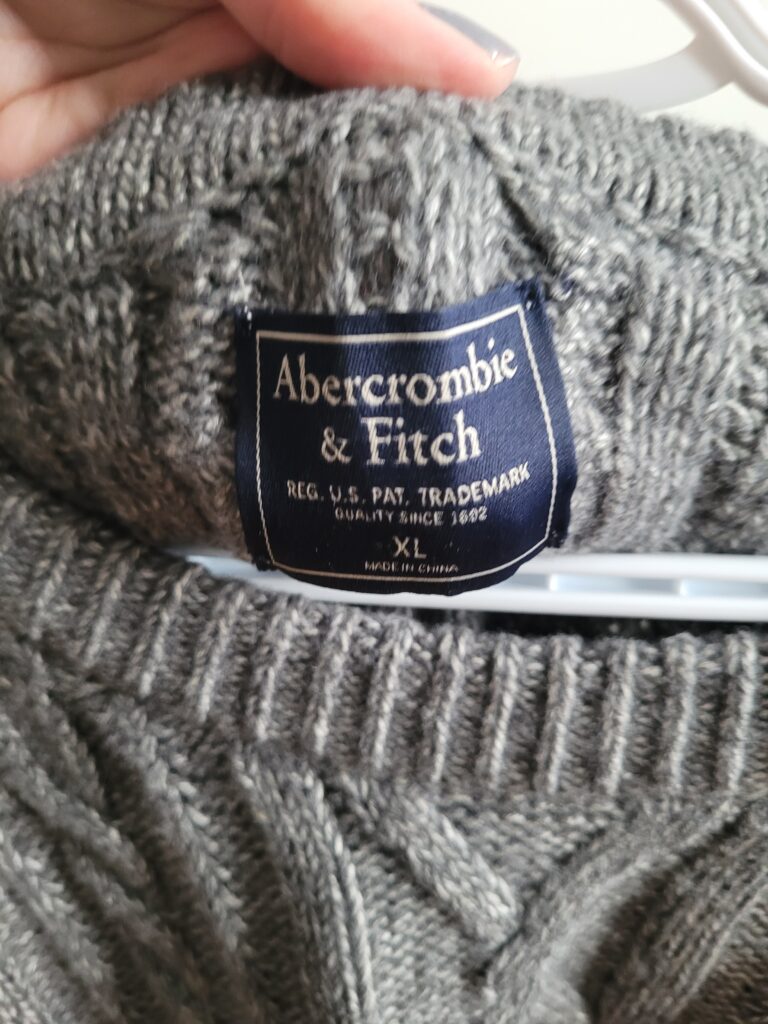 Abercrombie
& Fitch
REG. U.S. PAT. TRADEMARK
QUALITY SINCE 1892
XL
MADE IN CHINA